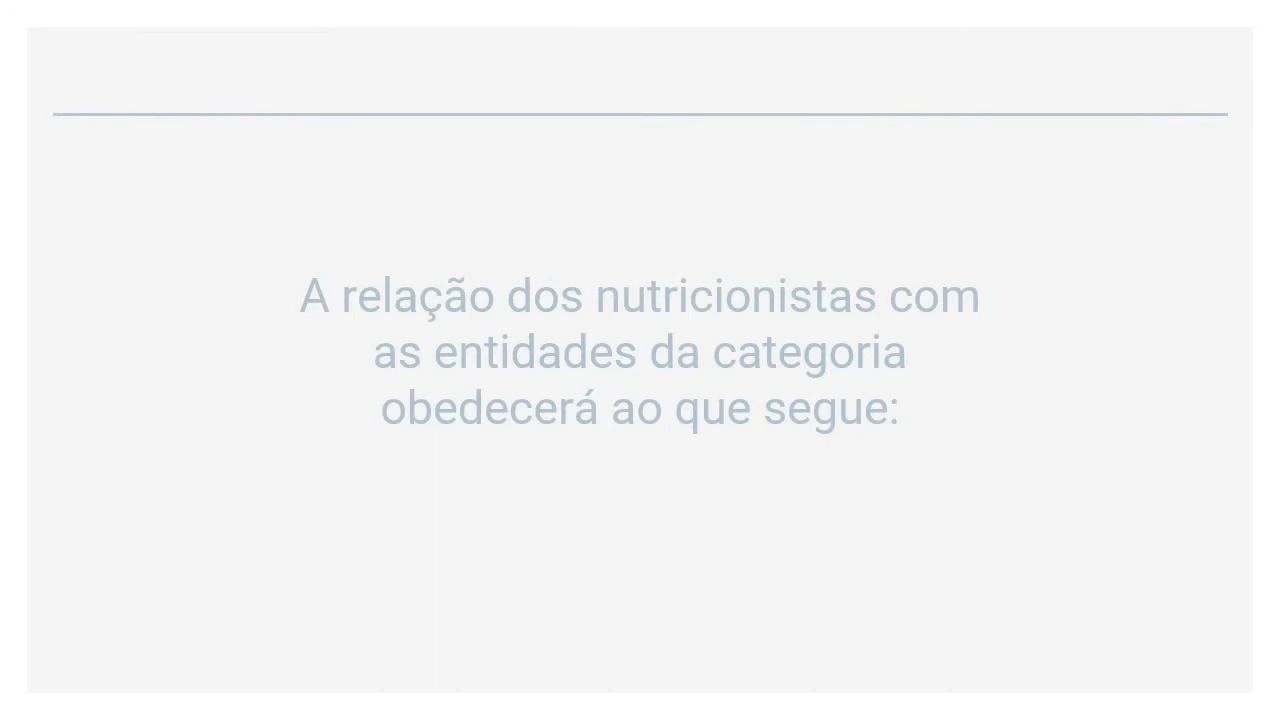 A relação dos nutricionistas com
as entidades da categoria
obedecerá ao que segue: